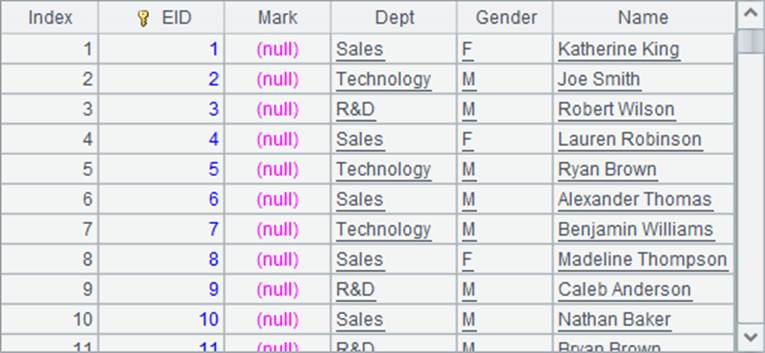 Index EID Mark Dept Gender Name
1 1 (null) Sales F Katherine King
2 2 (null) Technology M Joe Smith
3 3 (null) R&D M Robert Wilson
4 4 (null) Sales F Lauren Robinson
5 5 (null) Technology M Ryan Brown
6 6 (null) Sales M Alexander Thomas
7 7 (null) Technology M Benjamin Williams
8 8 (null) Sales F Madeline Thompson
9 9 (null) R&D M Caleb Anderson
10 10 (null) Sales M Nathan Baker
11 11 (null) R&D M Bryan Brown